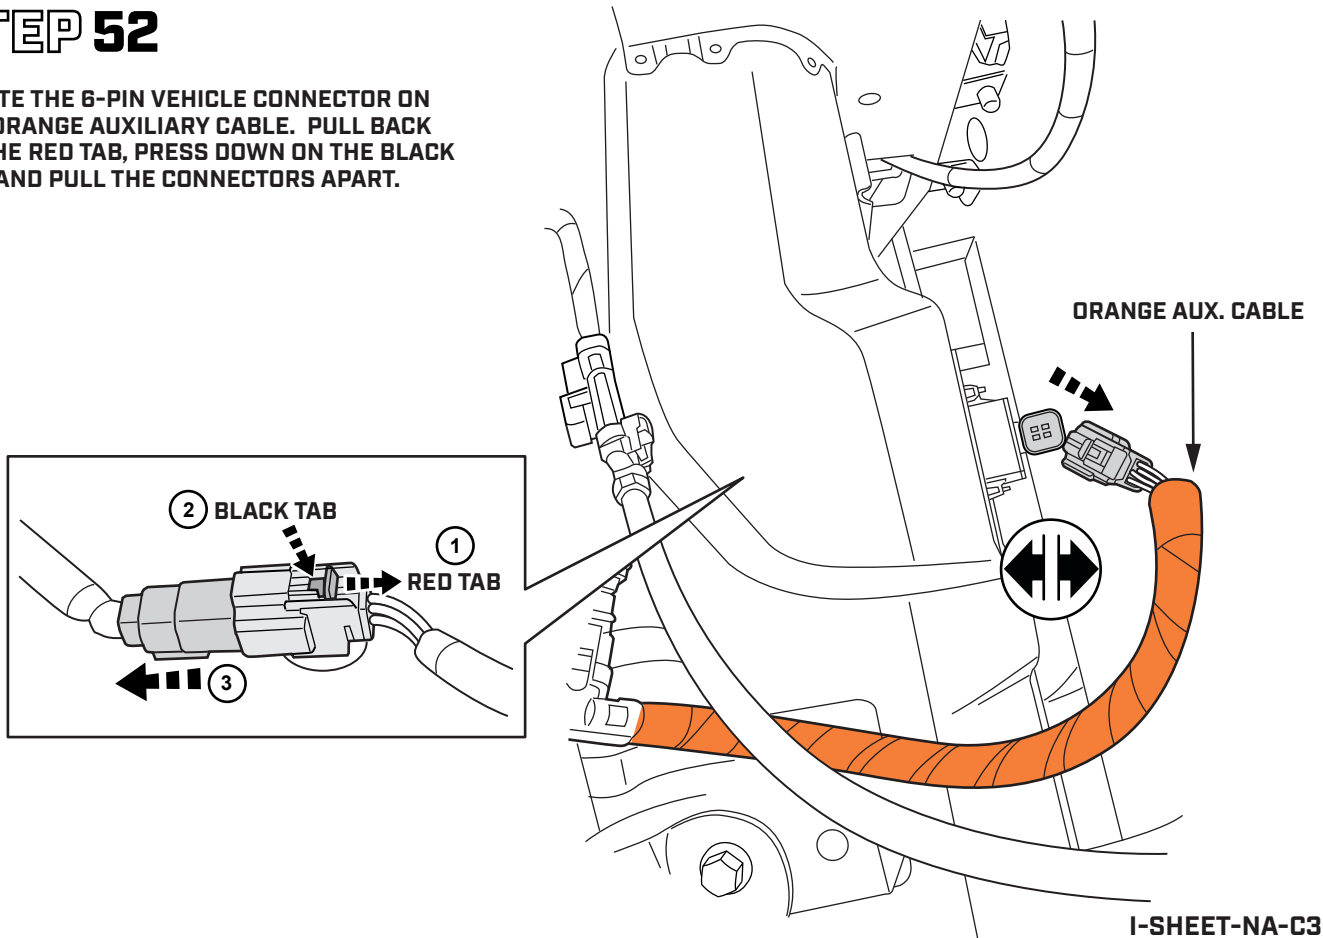 TEP 52
TE THE 6-PIN VEHICLE CONNECTOR ON
ORANGE AUXILIARY CABLE. PULL BACK
HE RED TAB, PRESS DOWN ON THE BLACK
AND PULL THE CONNECTORS APART.
ORANGE AUX. CABLE
2 BLACK TAB
1
RED TAB
3
I-SHEET-NA-C3